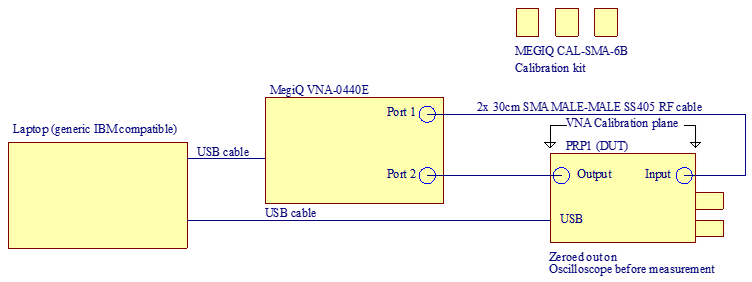 MEGIQ CAL-SMA-6B
Calibration kit
MegiQ VNA-0440E
Port 1
2x 30cm SMA MALE-MALE SS405 RF cable
VNA Calibration plane
Laptop (generic IBM compatible)
USB cable
PRP1 (DUT)
Port 2
Output
Input
USB cable
USB
Zeroed out on
Oscilloscope before measurement